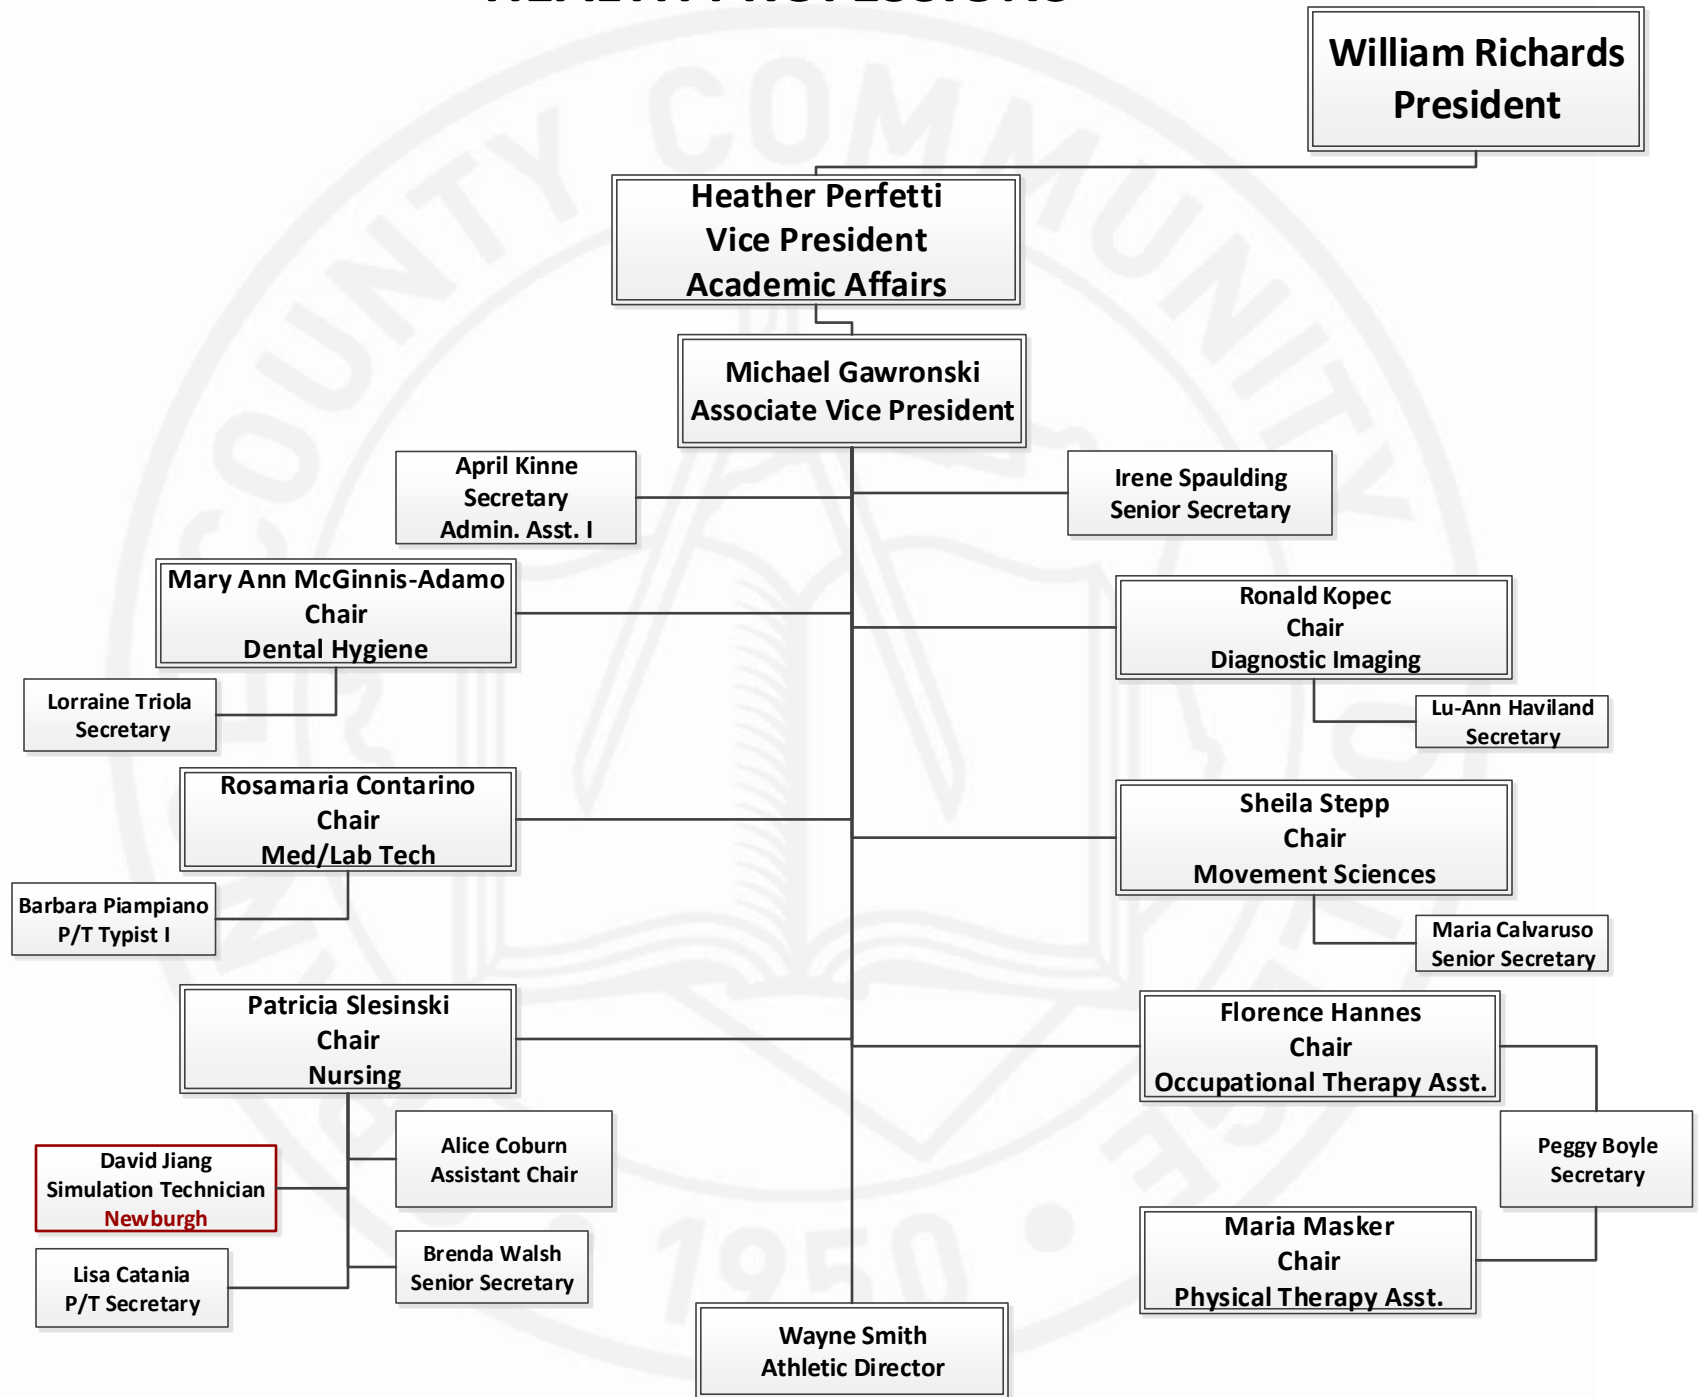 HEALTH PROFESSIONS
William Richards
President
Heather Perfetti
Vice President
Academic Affairs
Michael Gawronski
Associate Vice President
April Kinne
Secretary
Admin. Asst. I
Irene Spaulding
Senior Secretary
Mary Ann McGinnis-Adamo
Chair
Dental Hygiene
Ronald Kopec
Chair
Diagnostic Imaging
Lorraine Triola
Secretary
Lu-Ann Haviland
Secretary
Rosamaria Contarino
Chair
Med/Lab Tech
Sheila Stepp
Chair
Movement Sciences
Barbara Piampiano
P/T Typist I
Maria Calvaruso
Senior Secretary
Patricia Slesinski
Chair
Nursing
Florence Hannes
Chair
Occupational Therapy Asst.
David Jiang
Simulation Technician
Newburgh
Alice Coburn
Assistant Chair
Peggy Boyle
Secretary
Lisa Catania
P/T Secretary
Brenda Walsh
Senior Secretary
Maria Masker
Chair
Physical Therapy Asst.
Wayne Smith
Athletic Director
COUNTY COMMUNITY
1950